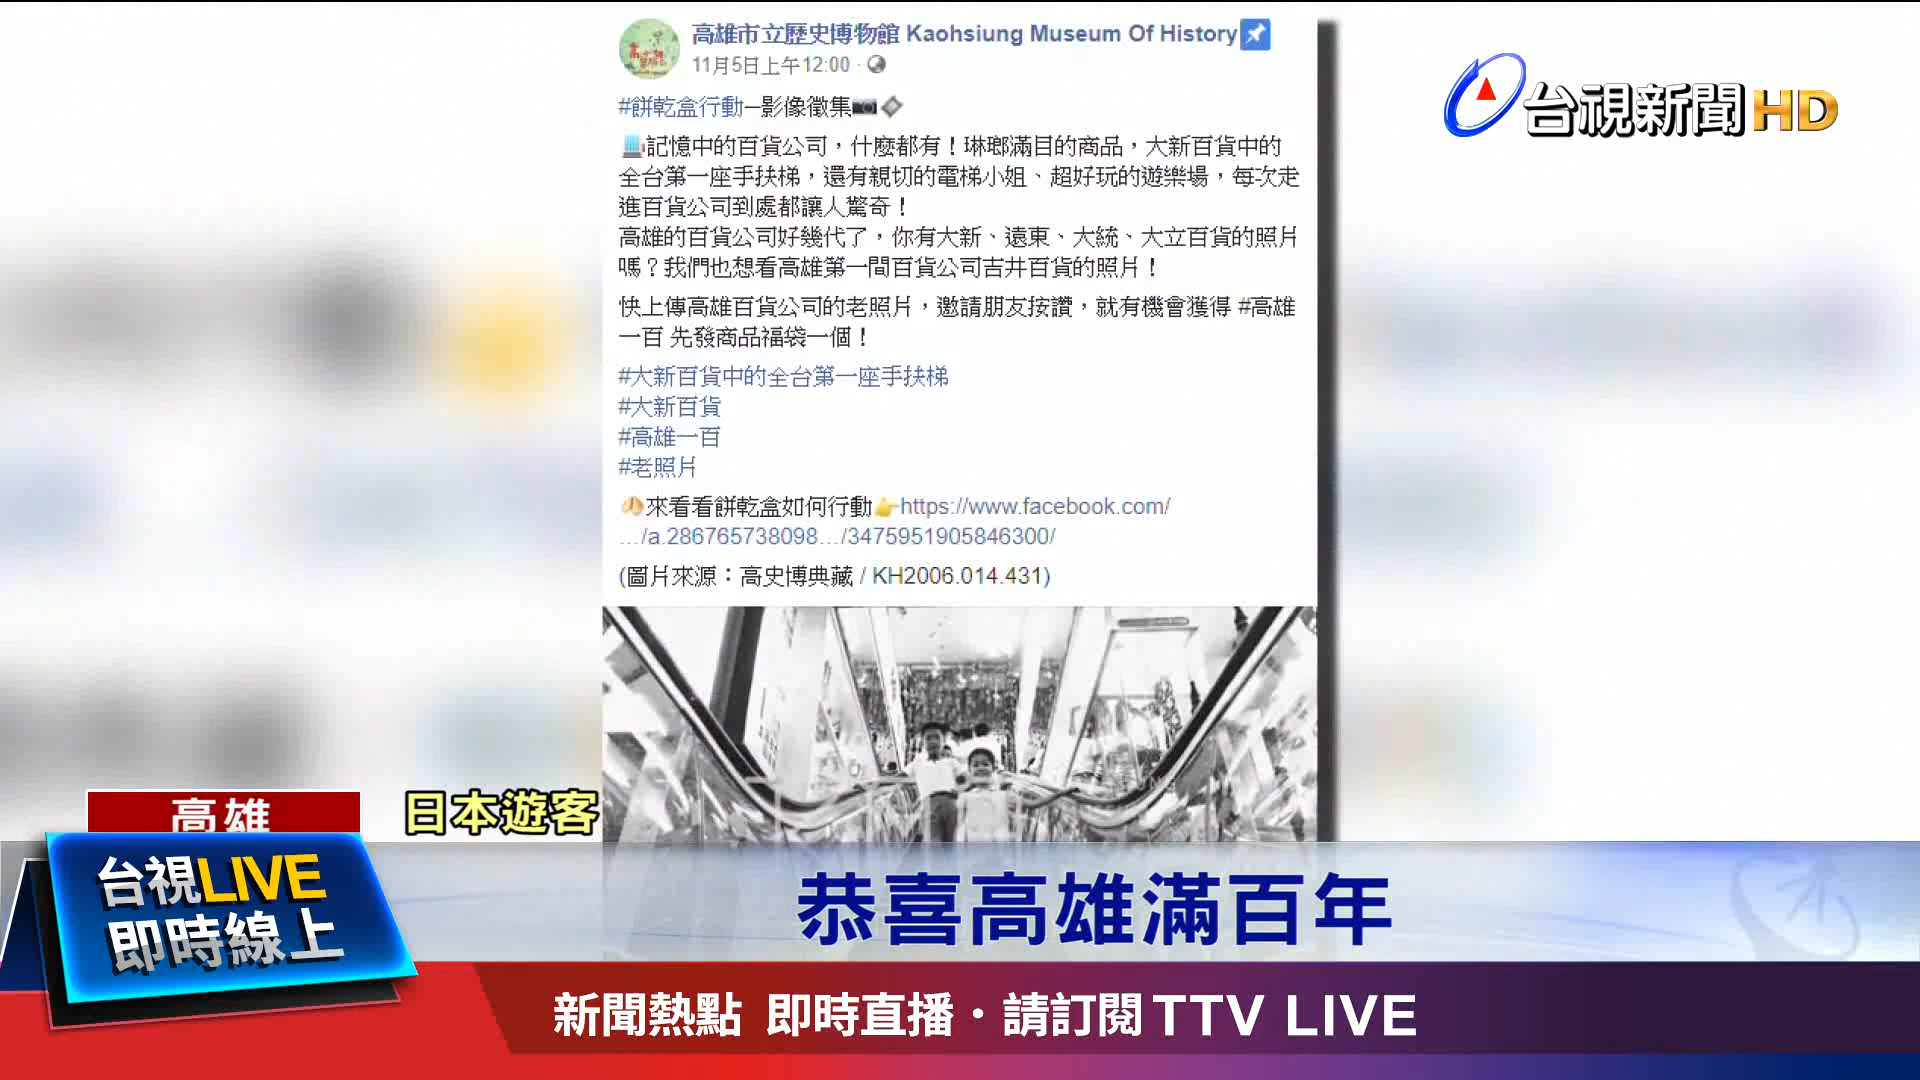 高雄市立歷史博物館 Kaohsiung Museum Of History
11月5日上午12:00 ·
#餅乾盒行動─影像徵集
記憶中的百貨公司，什麼都有！琳瑯滿目的商品，大新百貨中的
全台第一座手扶梯，還有親切的電梯小姐、超好玩的遊樂場，每次走
進百貨公司到處都讓人驚奇！
高雄的百貨公司好幾代了，你有大新、遠東、大統、大立百貨的照片
嗎？我們也想看高雄第一間百貨公司吉井百貨的照片！
快上傳高雄百貨公司的老照片，邀請朋友按讚，就有機會獲得 #高雄
一百 先發商品福袋一個！
#大新百貨中的全台第一座手扶梯
#大新百貨
#高雄一百
#老照片
來看看餅乾盒如何行動👉https://www.facebook.com/
…/a.286765738098…/3475951905846300/
(圖片來源：高史博典藏 / KH2006.014.431)
台視新聞HD
高雄
日本遊客
台視LIVE
即時線上
恭喜高雄滿百年
新聞熱點 即時直播・請訂閱TTV LIVE